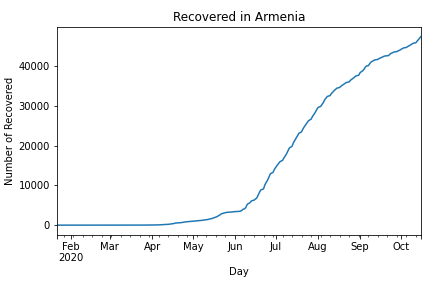 Recovered in Armenia
Number of Recovered
40000
30000
20000
10000
0
Feb Mar Apr May Jun Jul Aug Sep Oct
2020
Day